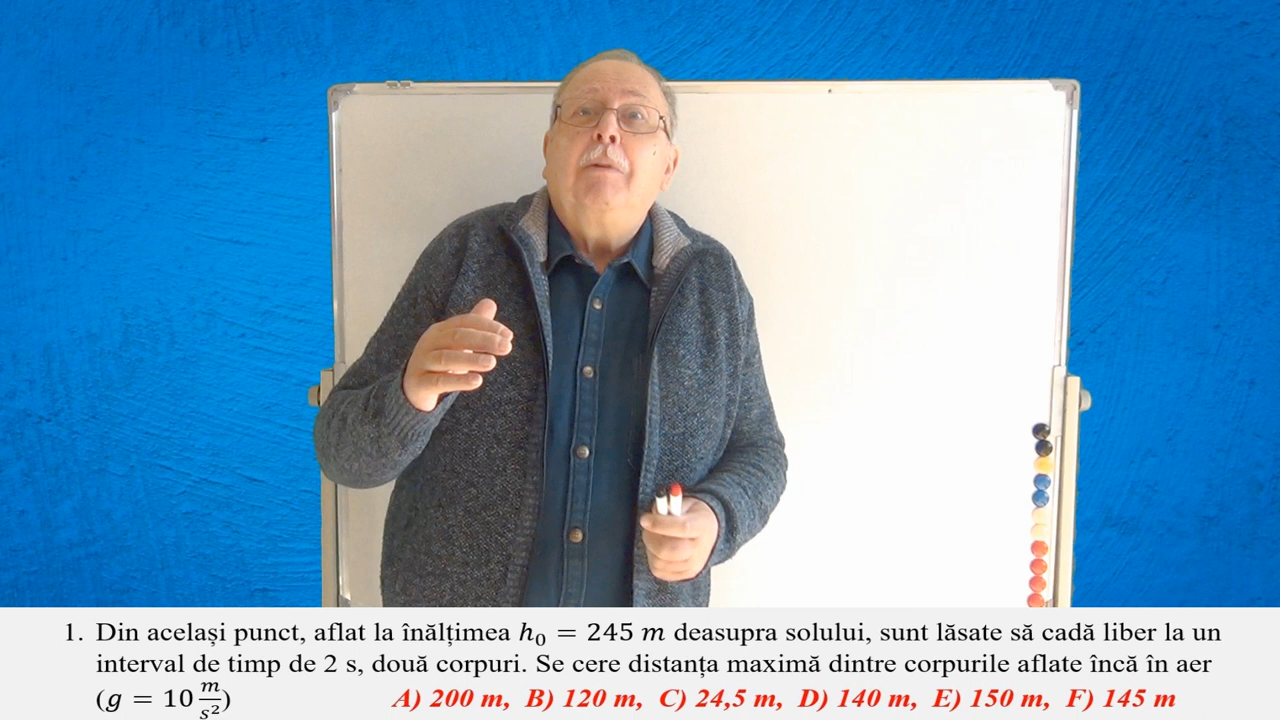 1. Din același punct, aflat la înălțimea h₀ = 245 m deasupra solului, sunt lăsate să cadă liber la un
interval de timp de 2 s, două corpuri. Se cere distanța maximă dintre corpurile aflate încă în aer
(g = 10 m/s²) A) 200 m, B) 120 m, C) 24,5 m, D) 140 m, E) 150 m, F) 145 m